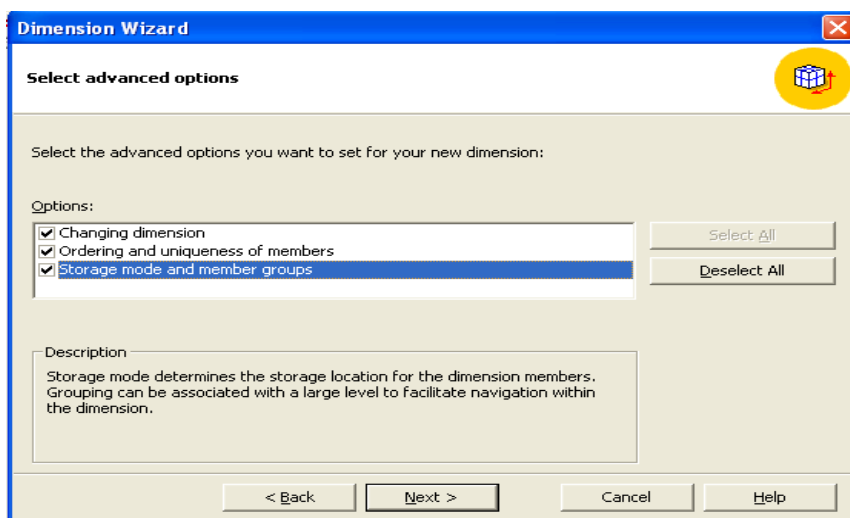 Dimension Wizard
Select advanced options
Select the advanced options you want to set for your new dimension:
Options:
Changing dimension
Select All
Ordering and uniqueness of members
Storage mode and member groups
Deselect All
Description
Storage mode determines the storage location for the dimension members.
Grouping can be associated with a large level to facilitate navigation within
the dimension.
< Back
Next >
Cancel
Help